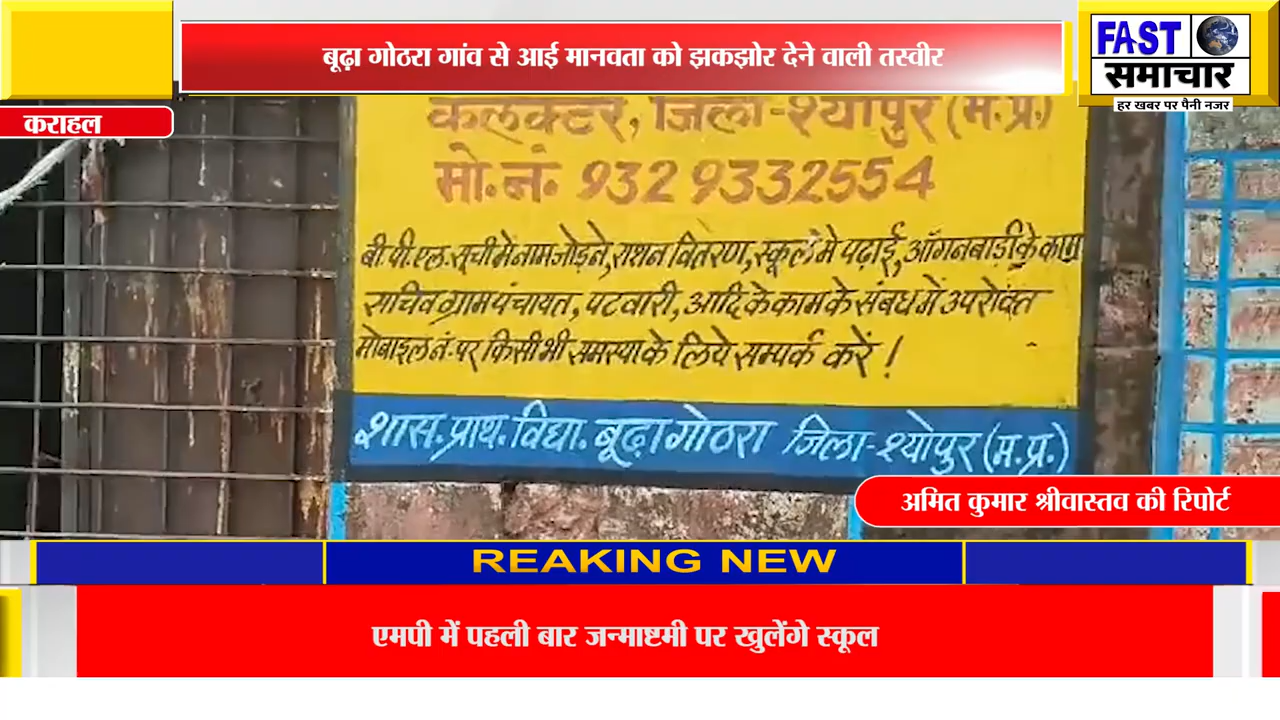 बूढ़ा गोठरा गांव से आई मानवता को झकझोर देने वाली तस्वीर
FAST
समाचार
हर खबर पर पैनी नजर
कराहल
कलेक्टर, जिला-श्योपुर (म.प्र.)
मो. नं. 9329332554
बी.पी.एल. सूची मे नाम जोड़ने, राशन वितरण, स्कूल मे पढ़ाई, आँगनबाड़ी के काम
सचिव ग्राम पंचायत, पटवारी, आदि के काम के संबध में उपरोक्त
मोबाइल नं. पर किसी भी समस्या के लिये सम्पर्क करें !
शास. प्राथ. विद्या. बूढ़ा गोठरा जिला-श्योपुर (म.प्र.)
अमित कुमार श्रीवास्तव की रिपोर्ट
REAKING NEW
एमपी में पहली बार जन्माष्टमी पर खुलेंगे स्कूल